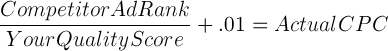 CompetitorAdRank
YourQualityScore + .01 = ActualCPC